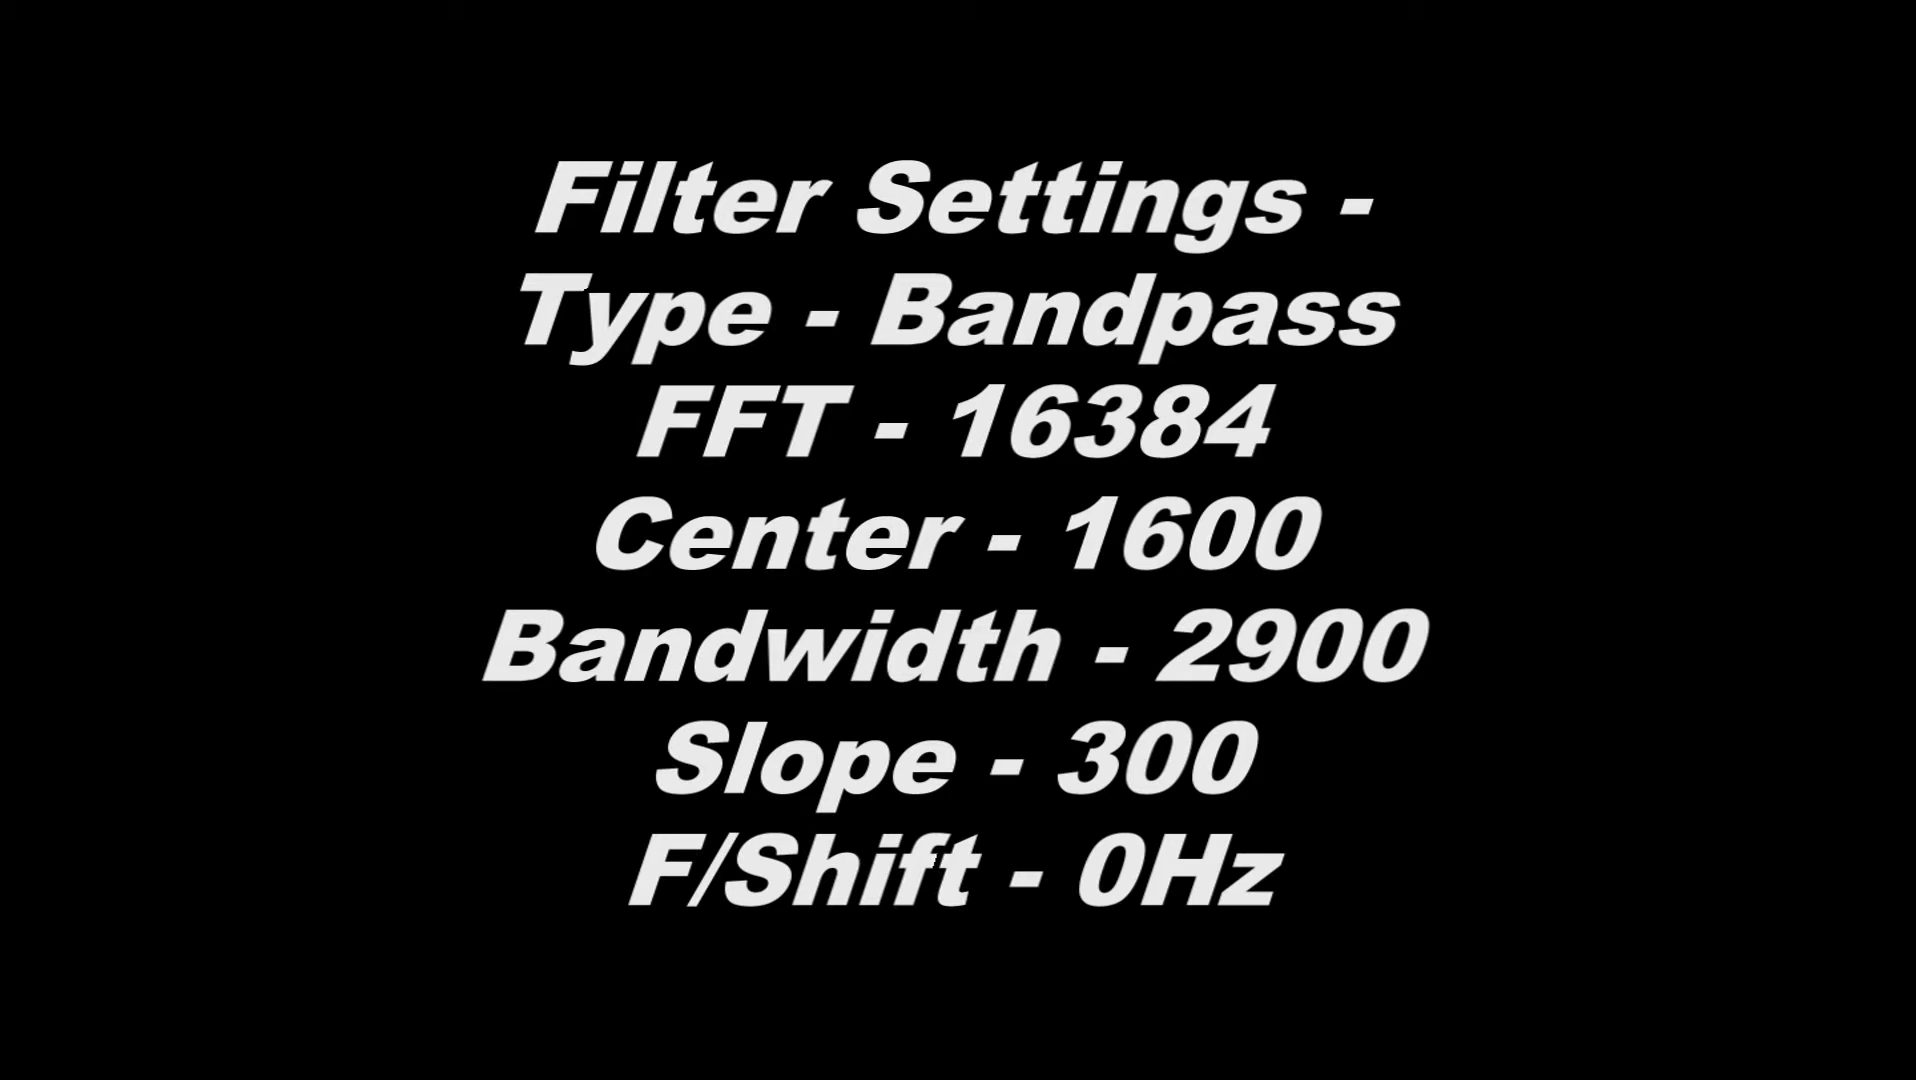 Filter Settings -
Type - Bandpass
FFT - 16384
Center - 1600
Bandwidth - 2900
Slope - 300
F/Shift - 0Hz